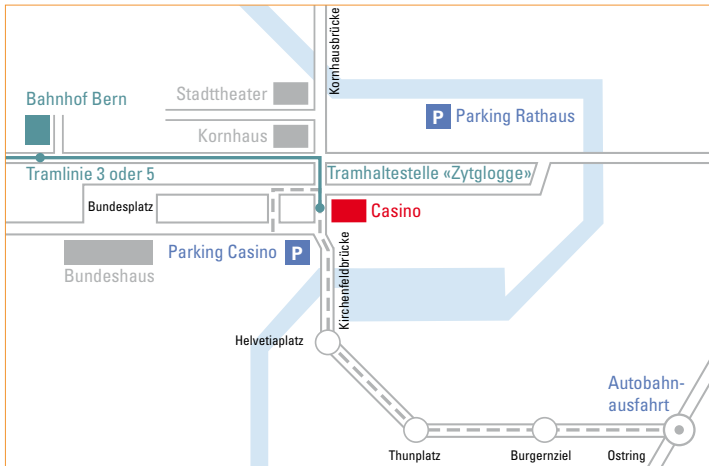 Kornhausbrücke
Stadttheater
Bahnhof Bern
P Parking Rathaus
Kornhaus
Tramlinie 3 oder 5
Tramhaltestelle «Zytglogge»
Bundesplatz
Casino
Parking Casino P
Bundeshaus
Kirchenfeldbrücke
Helvetiaplatz
Autobahn-
ausfahrt
Thunplatz
Burgernziel
Ostring